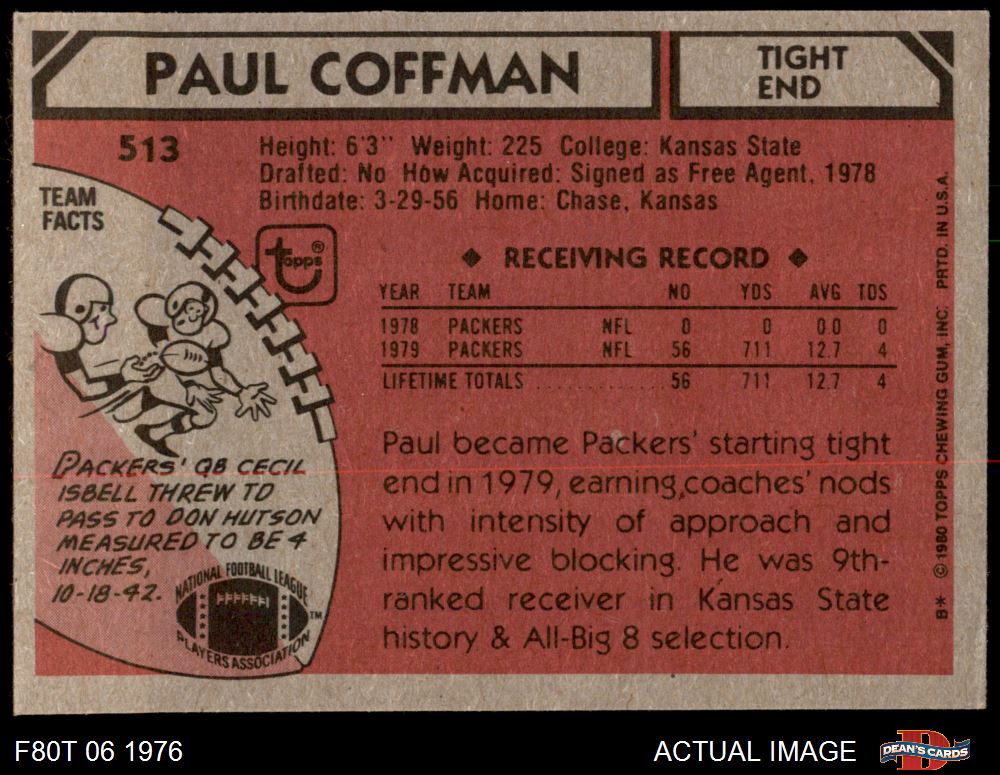 PAUL COFFMAN
TIGHT
END
513
Height: 6'3" Weight: 225 College: Kansas State
Drafted: No How Acquired: Signed as Free Agent, 1978
Birthdate: 3-29-56 Home: Chase, Kansas
TEAM
FACTS
topps®
◆ RECEIVING RECORD ◆
YEAR TEAM NO YDS AVG TDS
1978 PACKERS NFL 0 0 0.0 0
1979 PACKERS NFL 56 711 12.7 4
LIFETIME TOTALS .............. 56 711 12.7 4
Paul became Packers' starting tight
end in 1979, earning coaches' nods
with intensity of approach and
impressive blocking. He was 9th-
ranked receiver in Kansas State
history & All-Big 8 selection.
PACKERS' QB CECIL
ISBELL THREW TD
PASS TO DON HUTSON
MEASURED TO BE 4
INCHES,
10-18-42.
NATIONAL FOOTBALL LEAGUE
PLAYERS ASSOCIATION
TM
B* © 1980 TOPPS CHEWING GUM, INC. PRTD. IN U.S.A.
F80T 06 1976
ACTUAL IMAGE
D
DEAN'S CARDS